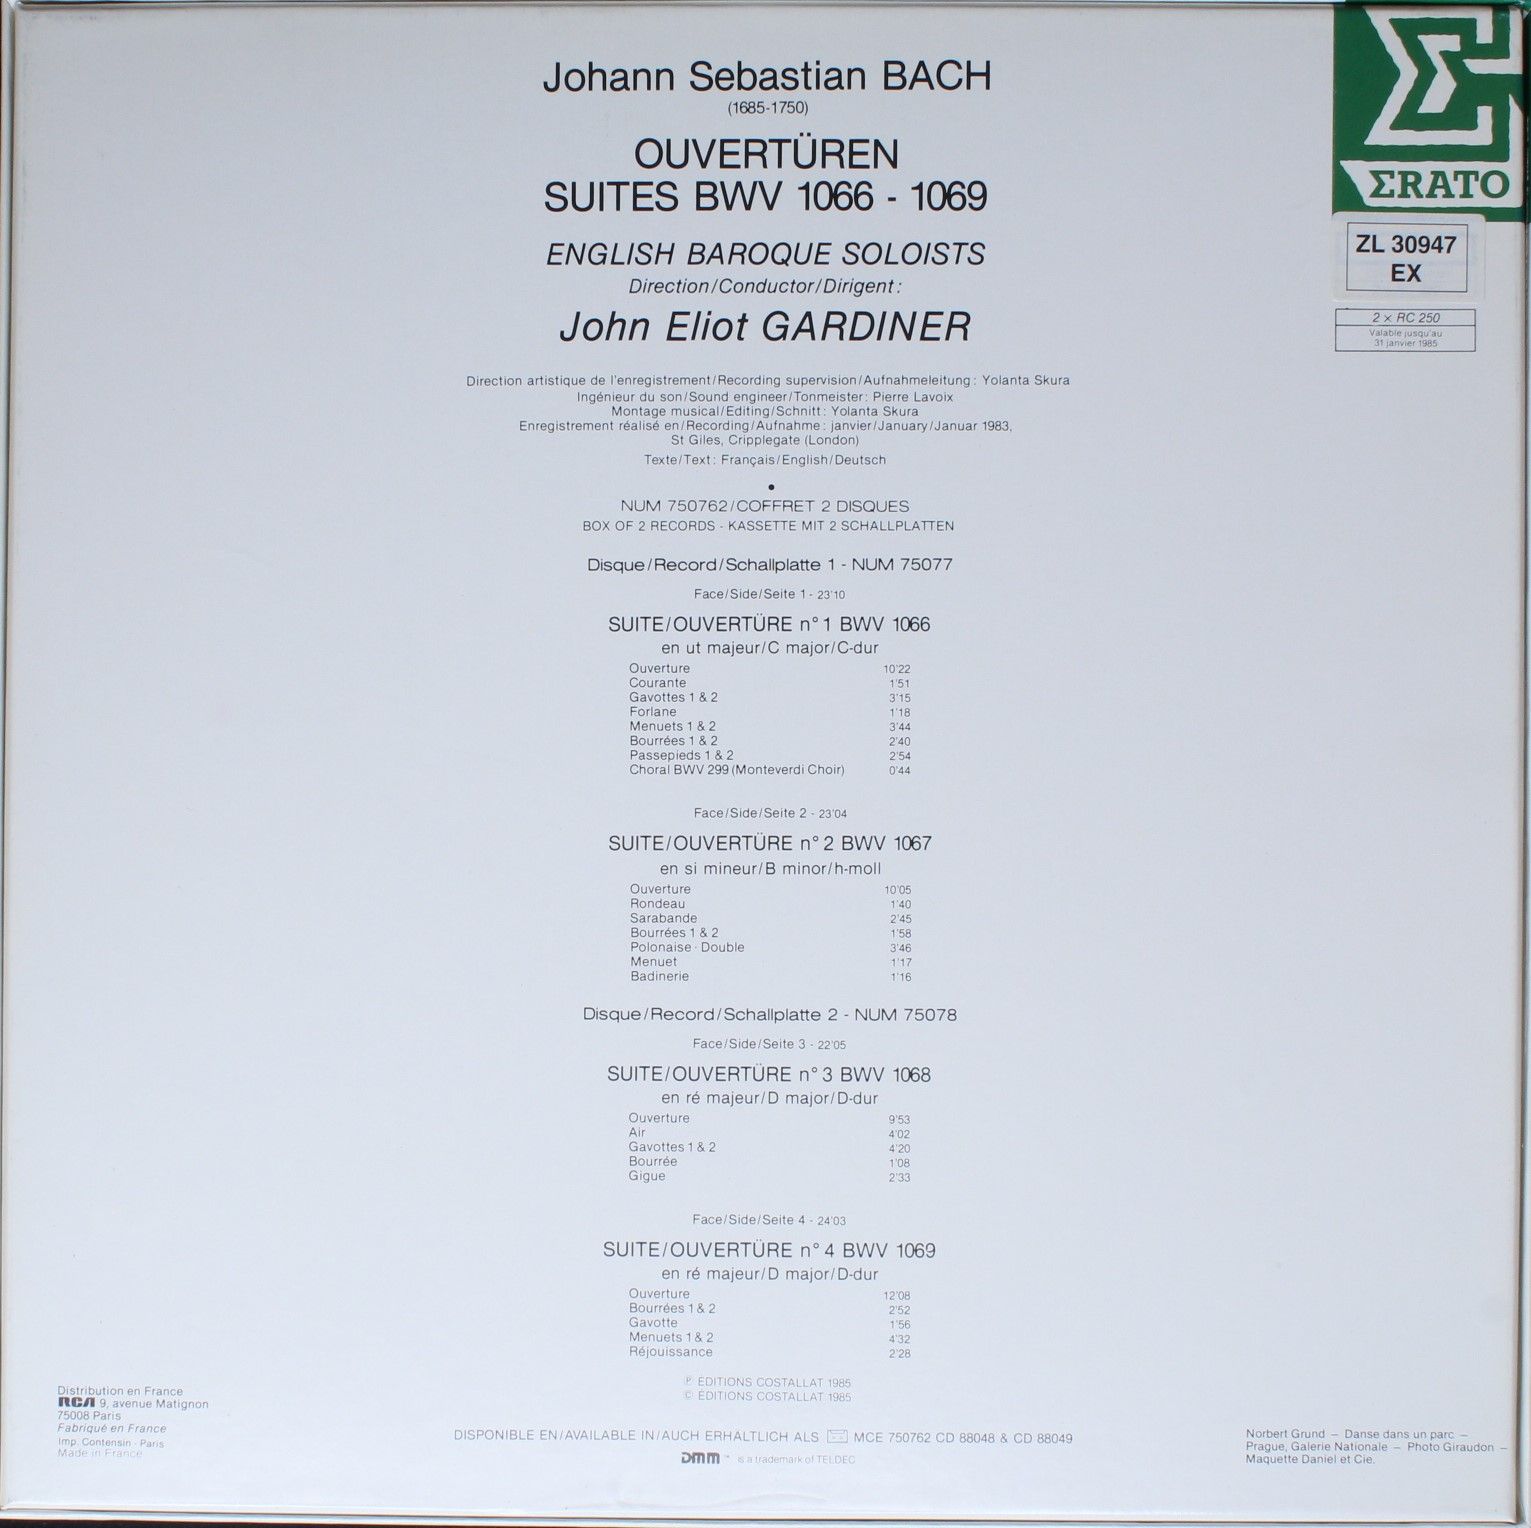 Johann Sebastian BACH
(1685-1750)
OUVERTÜREN
SUITES BWV 1066 - 1069
ENGLISH BAROQUE SOLOISTS
Direction/Conductor/Dirigent:
John Eliot GARDINER
ΣRATO
ZL 30947
EX
2 x RC 250
Valable jusqu'au
31 janvier 1985
Direction artistique de l'enregistrement/Recording supervision/Aufnahmeleitung: Yolanta Skura
Ingénieur du son/Sound engineer/Tonmeister: Pierre Lavoix
Montage musical/Editing/Schnitt: Yolanta Skura
Enregistrement réalisé en/Recording/Aufnahme: janvier/January/Januar 1983,
St Giles, Cripplegate (London)
Texte/Text: Français/English/Deutsch
•
NUM 750762/COFFRET 2 DISQUES
BOX OF 2 RECORDS - KASSETTE MIT 2 SCHALLPLATTEN
Disque/Record/Schallplatte 1 - NUM 75077
Face/Side/Seite 1 - 23'10
SUITE/OUVERTÜRE n° 1 BWV 1066
en ut majeur/C major/C-dur
Ouverture 10'22
Courante 1'51
Gavottes 1 & 2 3'15
Forlane 1'18
Menuets 1 & 2 3'44
Bourrées 1 & 2 2'40
Passepieds 1 & 2 2'54
Choral BWV 299 (Monteverdi Choir) 0'44
Face/Side/Seite 2 - 23'04
SUITE/OUVERTÜRE n° 2 BWV 1067
en si mineur/B minor/h-moll
Ouverture 10'05
Rondeau 1'40
Sarabande 2'45
Bourrées 1 & 2 1'58
Polonaise - Double 3'46
Menuet 1'17
Badinerie 1'16
Disque/Record/Schallplatte 2 - NUM 75078
Face/Side/Seite 3 - 22'05
SUITE/OUVERTÜRE n° 3 BWV 1068
en ré majeur/D major/D-dur
Ouverture 9'53
Air 4'02
Gavottes 1 & 2 4'20
Bourrée 1'08
Gigue 2'33
Face/Side/Seite 4 - 24'03
SUITE/OUVERTÜRE n° 4 BWV 1069
en ré majeur/D major/D-dur
Ouverture 12'08
Bourrées 1 & 2 2'52
Gavotte 1'56
Menuets 1 & 2 4'32
Réjouissance 2'28
℗ EDITIONS COSTALLAT 1985
© EDITIONS COSTALLAT 1985
Distribution en France
RCA 9, avenue Matignon
75008 Paris
Fabriqué en France
Imp. Contensin - Paris
Made in France
DISPONIBLE EN/AVAILABLE IN/AUCH ERHALTLICH ALS MCE 750762 CD 88048 & CD 88049
DMM ™ is a trademark of TELDEC
Norbert Grund — Danse dans un parc —
Prague, Galerie Nationale — Photo Giraudon —
Maquette Daniel et Cie.